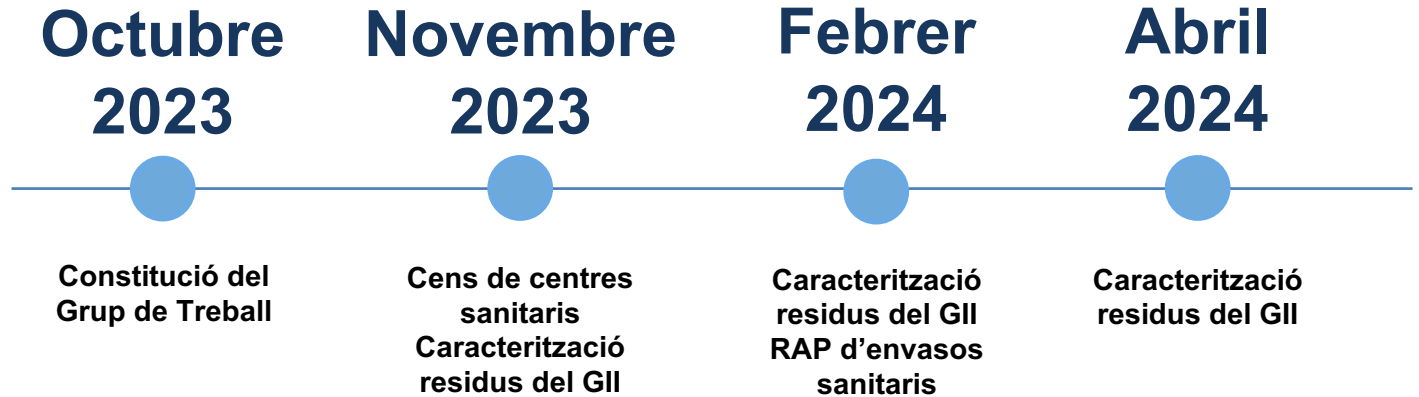 Octubre
2023
Constitució del
Grup de Treball
Novembre
2023
Cens de centres
sanitaris
Caracterització
residus del GII
Febrer
2024
Caracterització
residus del GII
RAP d’envasos
sanitaris
Abril
2024
Caracterització
residus del GII